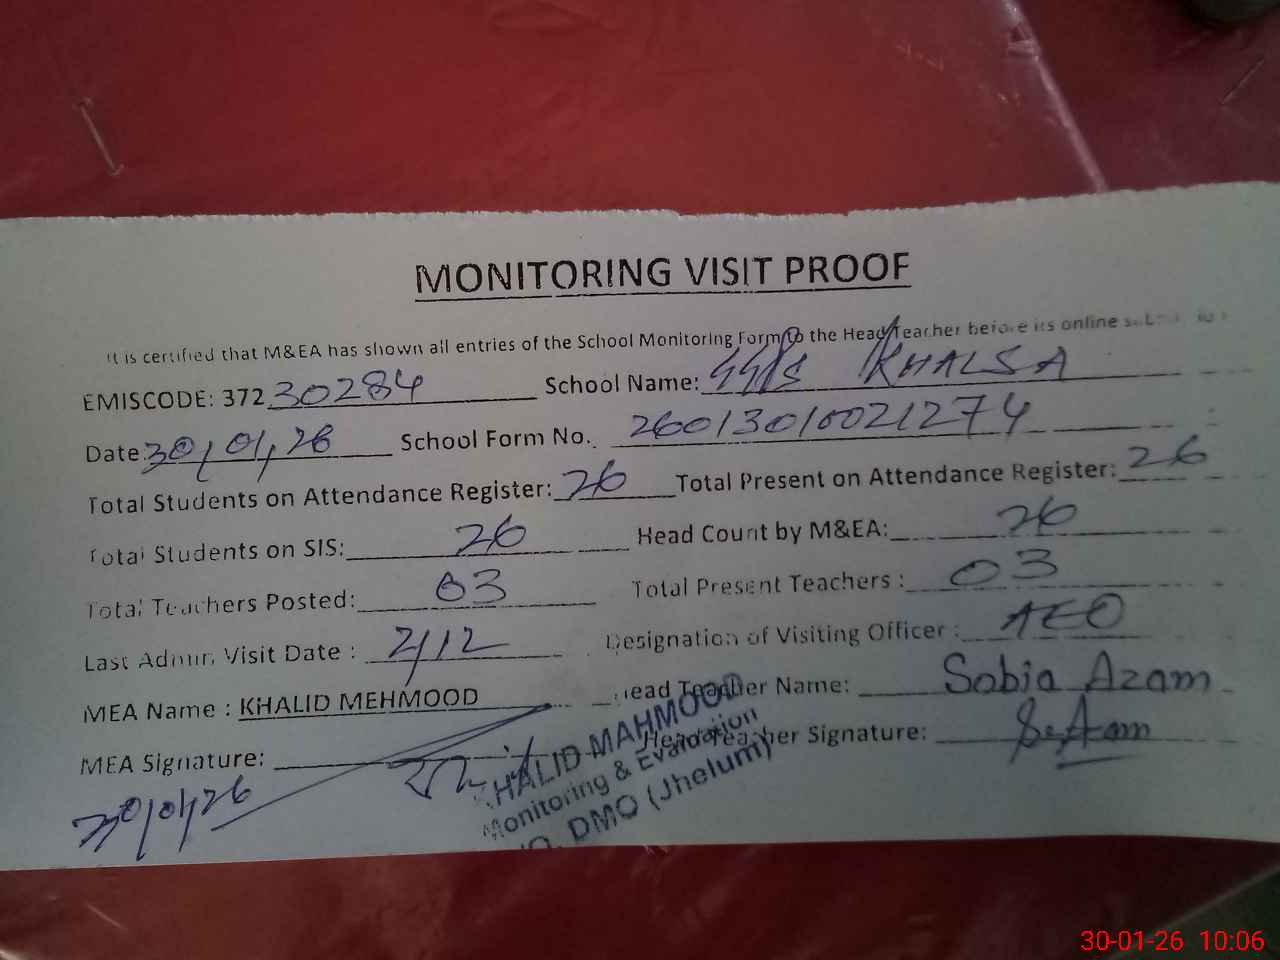 MONITORING VISIT PROOF
It is certified that M&EA has shown all entries of the School Monitoring Form to the Head Teacher before its online
EMISCODE: 372 30284 School Name: GGPS KHALSA
Date: 30/01/26 School Form No. 26013010021274
Total Students on Attendance Register: 26 Total Present on Attendance Register: 26
Total Students on SIS: 26 Head Count by M&EA: 26
Total Teachers Posted: 03 Total Present Teachers : 03
Last Admin, Visit Date : 2/12 Designation of Visiting Officer : AEO
MEA Name : KHALID MEHMOOD Head Teacher Name: Sobia Azam
MEA Signature: Head Teacher Signature: S.Azam
30/01/26
KHALID MAHMOOD
Monitoring & Evaluation
DMO (Jhelum)
30-01-26 10:06